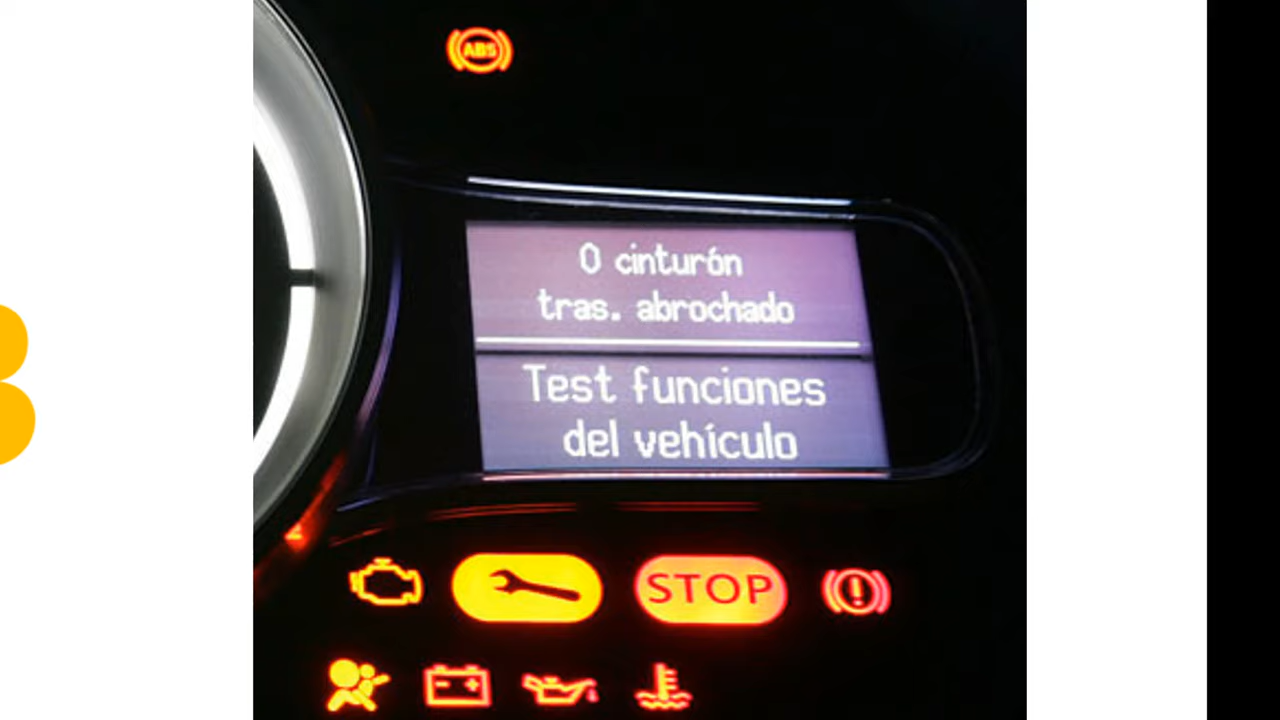 ABS
0 cinturón
tras. abrochado
Test funciones
del vehículo
STOP